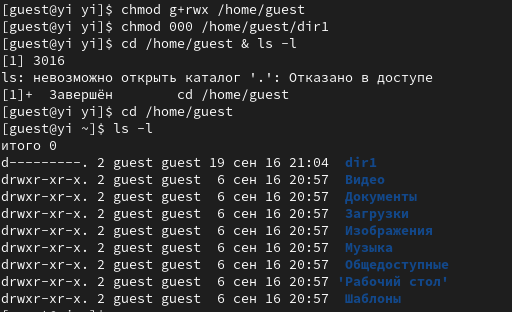 [guest@yi yi]$ chmod g+rwx /home/guest
[guest@yi yi]$ chmod 000 /home/guest/dir1
[guest@yi yi]$ cd /home/guest & ls -l
[1] 3016
ls: невозможно открыть каталог '.': Отказано в доступе
[1]+  Завершён        cd /home/guest
[guest@yi yi]$ cd /home/guest
[guest@yi ~]$ ls -l
итого 0
d---------. 2 guest guest 19 сен 16 21:04  dir1
drwxr-xr-x. 2 guest guest  6 сен 16 20:57  Видео
drwxr-xr-x. 2 guest guest  6 сен 16 20:57  Документы
drwxr-xr-x. 2 guest guest  6 сен 16 20:57  Загрузки
drwxr-xr-x. 2 guest guest  6 сен 16 20:57  Изображения
drwxr-xr-x. 2 guest guest  6 сен 16 20:57  Музыка
drwxr-xr-x. 2 guest guest  6 сен 16 20:57  Общедоступные
drwxr-xr-x. 2 guest guest  6 сен 16 20:57 'Рабочий стол'
drwxr-xr-x. 2 guest guest  6 сен 16 20:57  Шаблоны